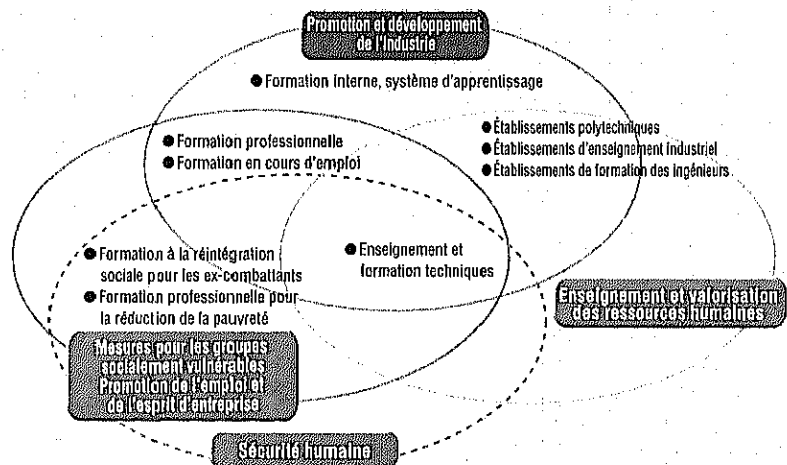 Promotion et développement
de l'Industrie
● Formation interne, système d'apprentissage
● Formation professionnelle
● Formation en cours d'emploi
● Établissements polytechniques
● Établissements d'enseignement industriel
● Établissements de formation des ingénieurs
● Formation à la réintégration
sociale pour les ex-combattants
● Formation professionnelle pour
la réduction de la pauvreté
● Enseignement et
formation techniques
Enseignement et valorisation
des ressources humaines
Mesures pour les groupes
socialement vulnérables
Promotion de l'emploi et
de l'esprit d'entreprise
Sécurité humaine